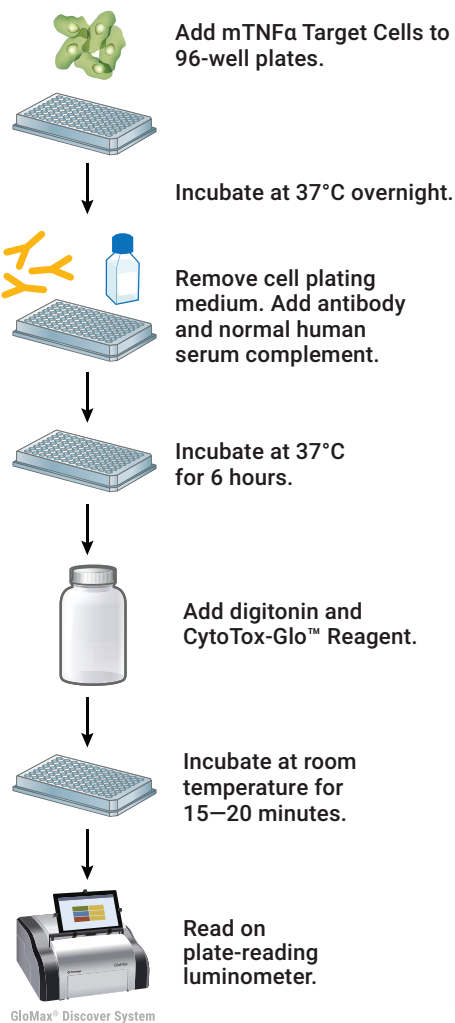 Add mTNFα Target Cells to
96-well plates.
Incubate at 37°C overnight.
Remove cell plating
medium. Add antibody
and normal human
serum complement.
Incubate at 37°C
for 6 hours.
Add digitonin and
CytoTox-Glo™ Reagent.
Incubate at room
temperature for
15—20 minutes.
Read on
plate-reading
luminometer.
GloMax® Discover System